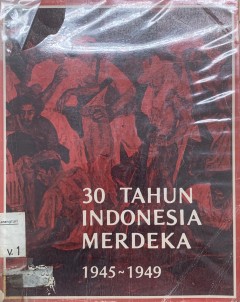 30 TAHUN
INDONESIA
MERDEKA
v.1
1945~1949